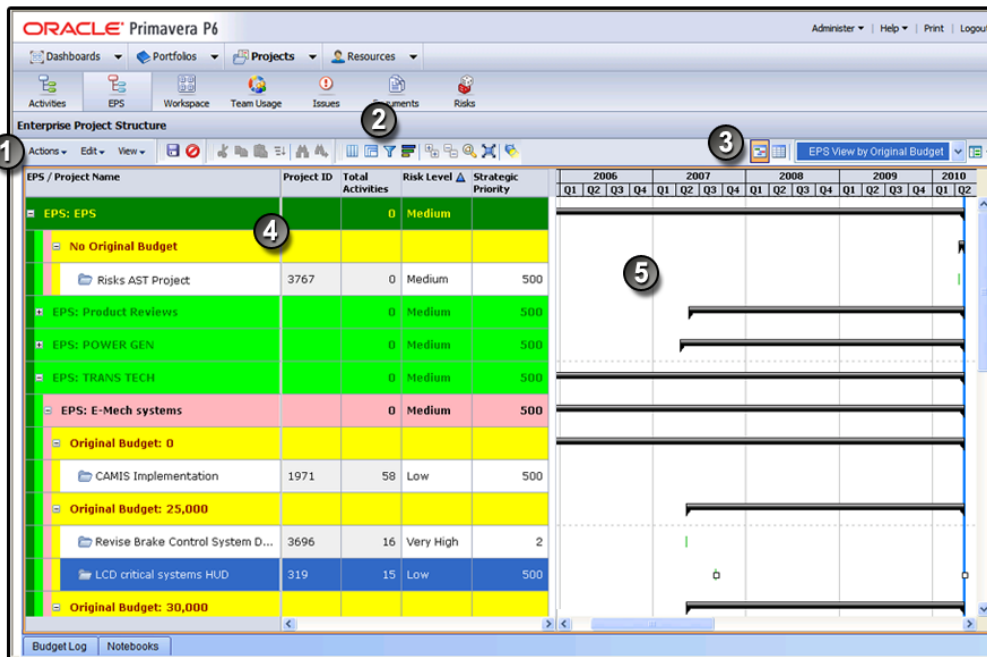 ORACLE® Primavera P6
Administer | Help | Print | Logout
Dashboards Portfolios Projects Resources
Activities EPS Workspace Team Usage Issues Risks
Enterprise Project Structure
2
1 Actions Edit View 3 EPS View by Original Budget
EPS / Project Name Project ID Total Activities Risk Level Strategic Priority
2006 2007 2008 2009 2010
Q1 Q2 Q3 Q4 Q1 Q2 Q3 Q4 Q1 Q2 Q3 Q4 Q1 Q2 Q3 Q4 Q1 Q2
EPS: EPS 0 Medium
4
No Original Budget
5
Risks AST Project 3767 0 Medium 500
EPS: Product Reviews 0 Medium 500
EPS: POWER GEN 0 Medium 500
EPS: TRANS TECH 0 Medium 500
EPS: E-Mech systems 0 Medium 500
Original Budget: 0
CAMIS Implementation 1971 58 Low 500
Original Budget: 25,000
Revise Brake Control System D... 3696 16 Very High 2
LCD critical systems HUD 319 15 Low 500
Original Budget: 30,000
Budget Log Notebooks